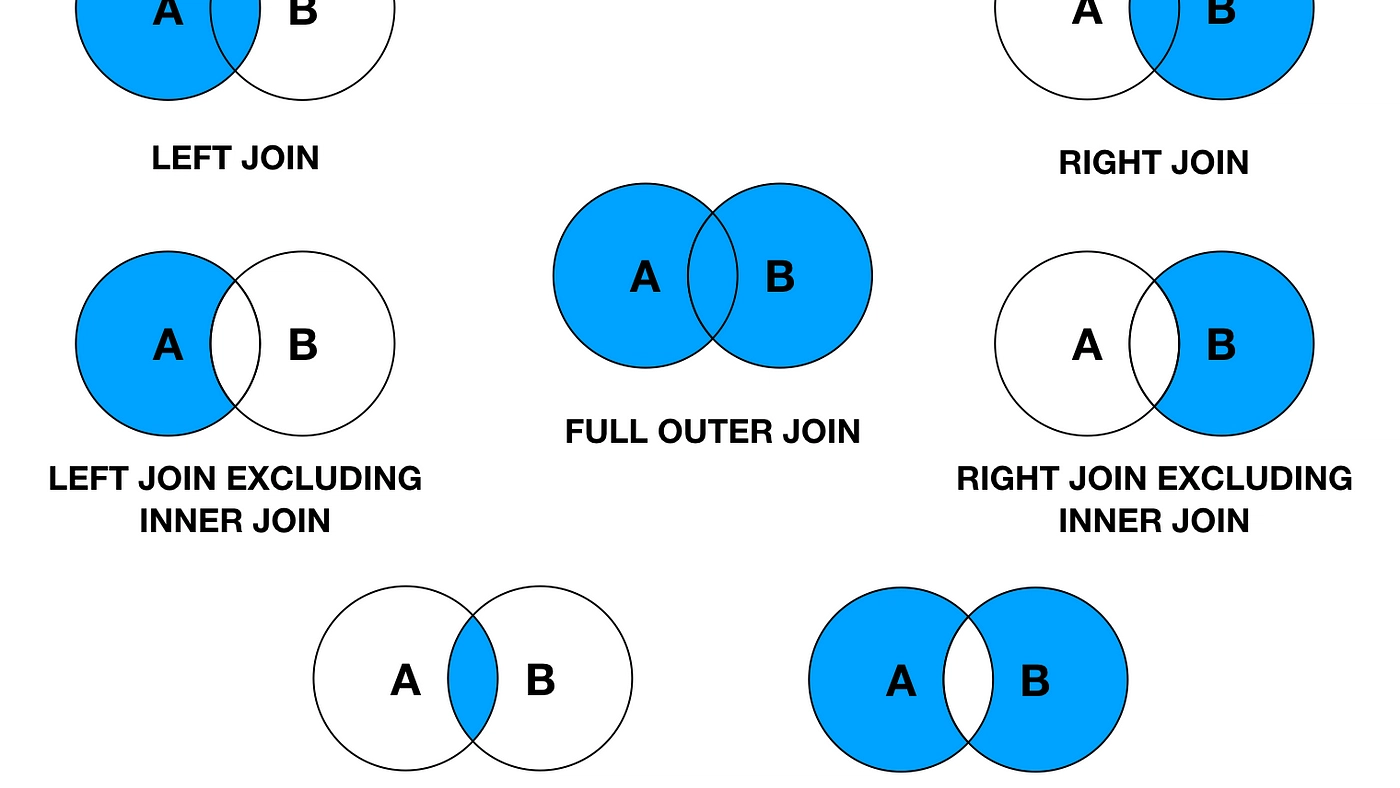 A B
A B
LEFT JOIN
RIGHT JOIN
A B
FULL OUTER JOIN
A B
LEFT JOIN EXCLUDING
INNER JOIN
A B
RIGHT JOIN EXCLUDING
INNER JOIN
A B
A B